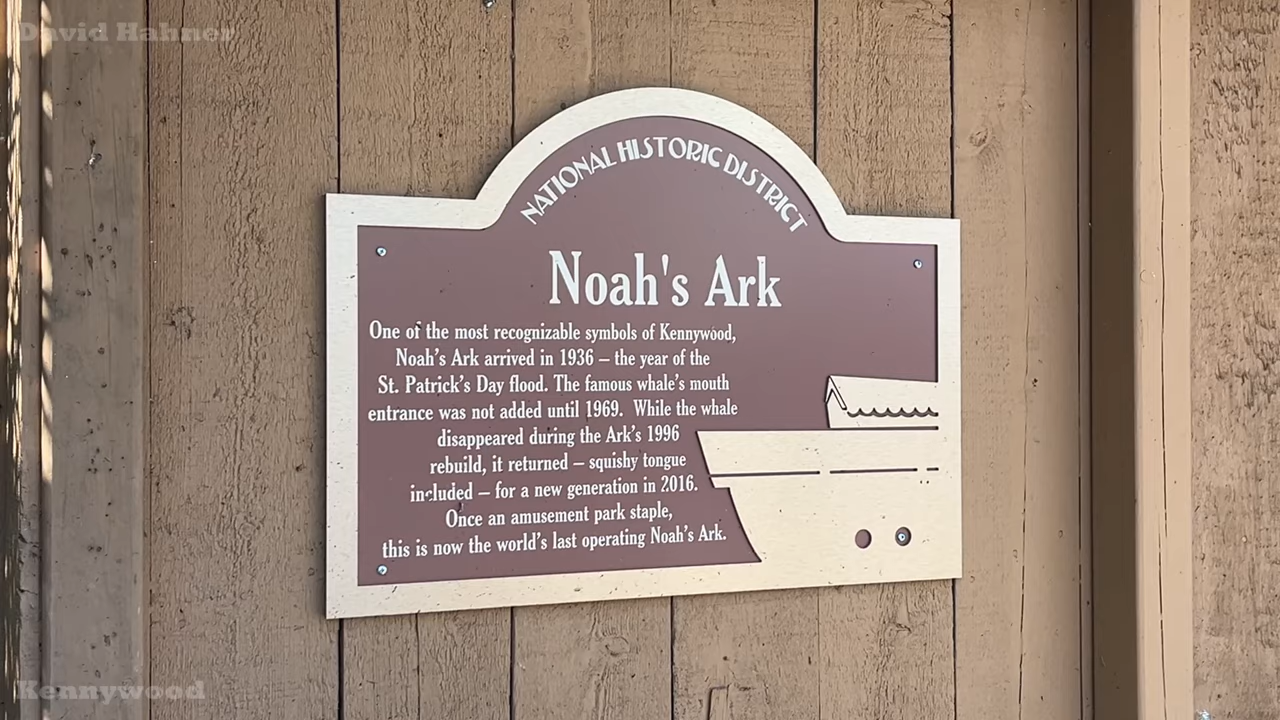 David Hahner
NATIONAL HISTORIC DISTRICT
Noah's Ark
One of the most recognizable symbols of Kennywood,
Noah's Ark arrived in 1936 – the year of the
St. Patrick's Day flood. The famous whale's mouth
entrance was not added until 1969. While the whale
disappeared during the Ark's 1996
rebuild, it returned – squishy tongue
included – for a new generation in 2016.
Once an amusement park staple,
this is now the world's last operating Noah's Ark.
Kennywood